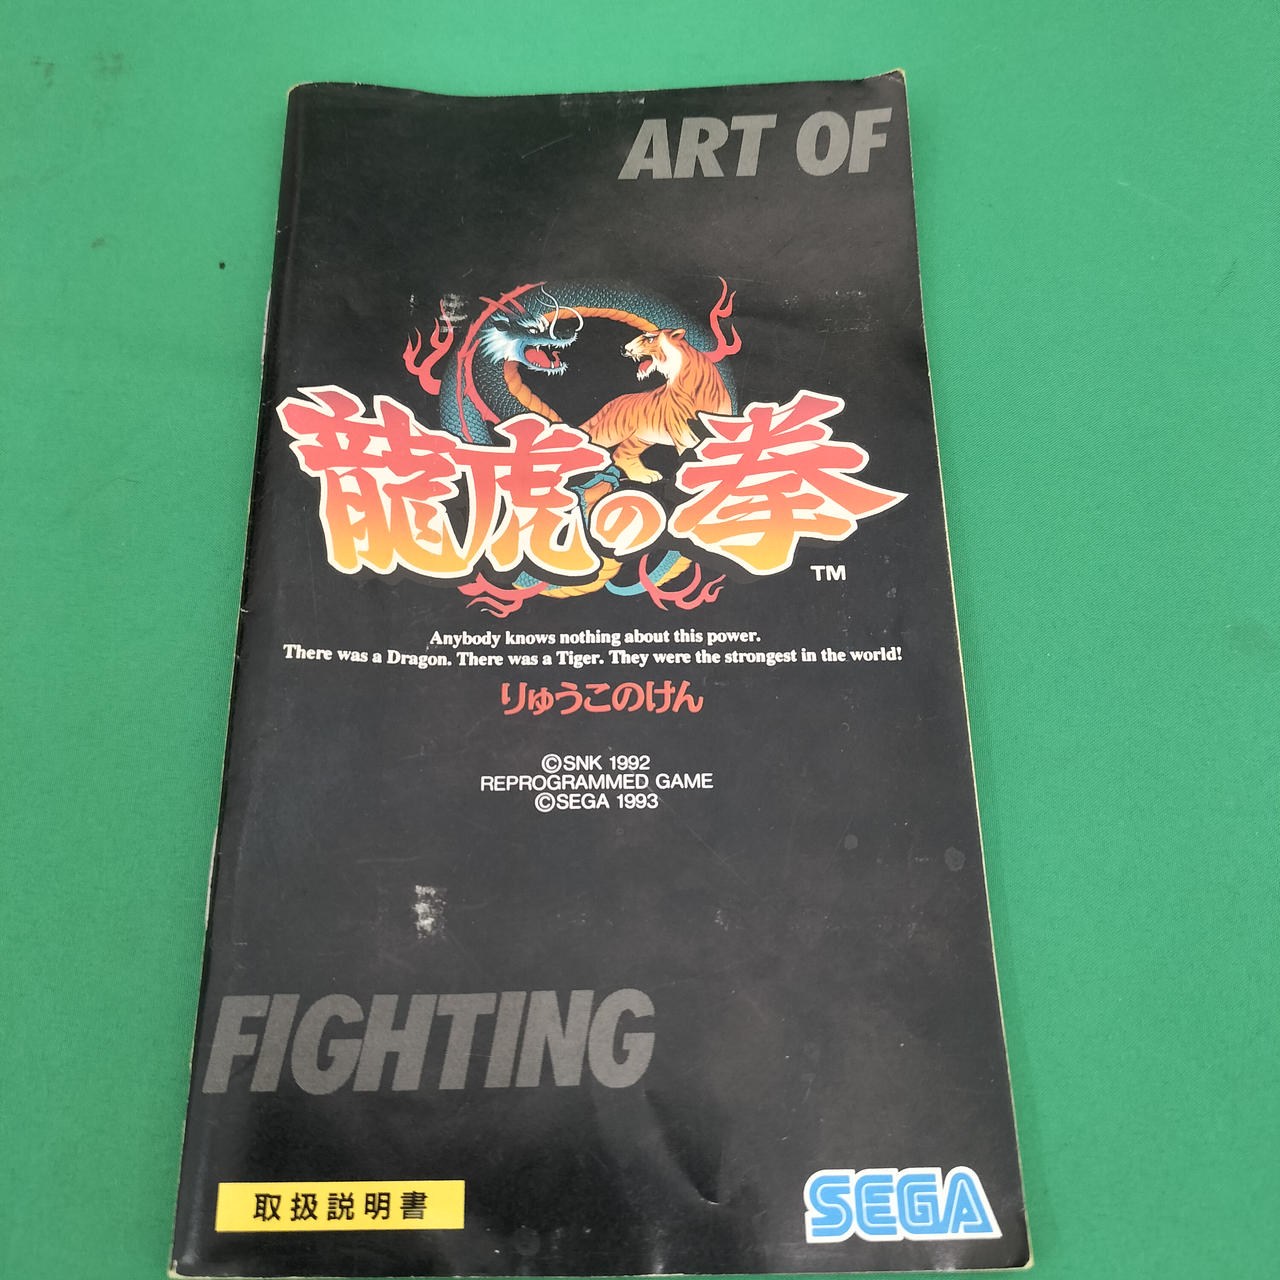 ART OF
龍虎の拳
TM
Anybody knows nothing about this power.
There was a Dragon. There was a Tiger. They were the strongest in the world!
りゅうこのけん
©SNK 1992
REPROGRAMMED GAME
©SEGA 1993
FIGHTING
取扱説明書
SEGA